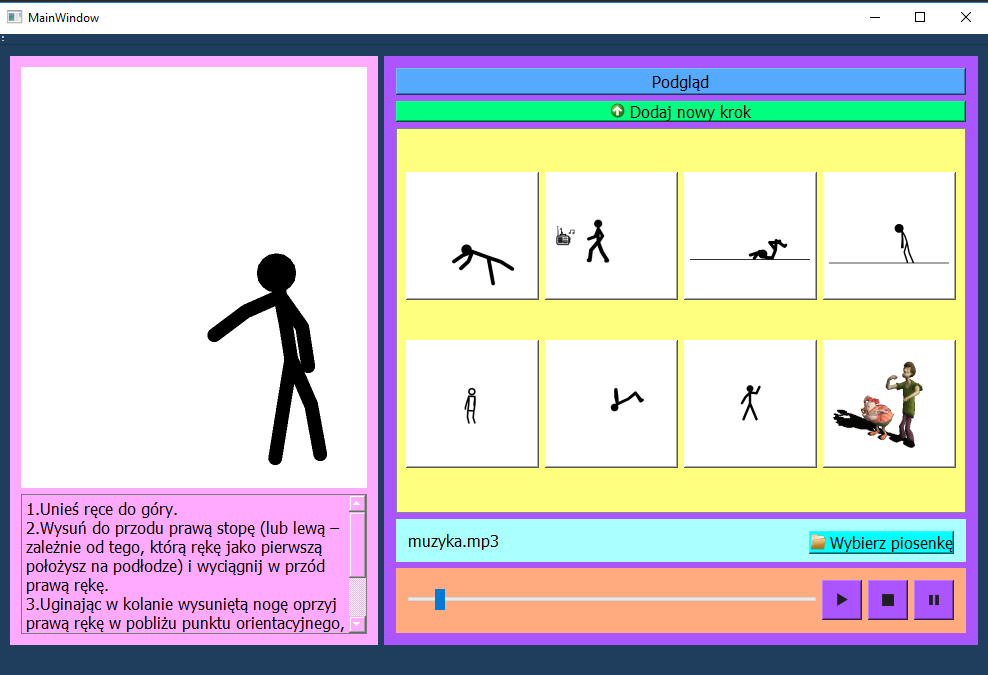 MainWindow
Podgląd
Dodaj nowy krok
1.Unieś ręce do góry.
2.Wysuń do przodu prawą stopę (lub lewą –
zależnie od tego, którą rękę jako pierwszą
położysz na podłodze) i wyciągnij w przód
prawą rękę.
3.Uginając w kolanie wysuniętą nogę oprzyj
prawą rękę w pobliżu punktu orientacyjnego,
muzyka.mp3
Wybierz piosenkę